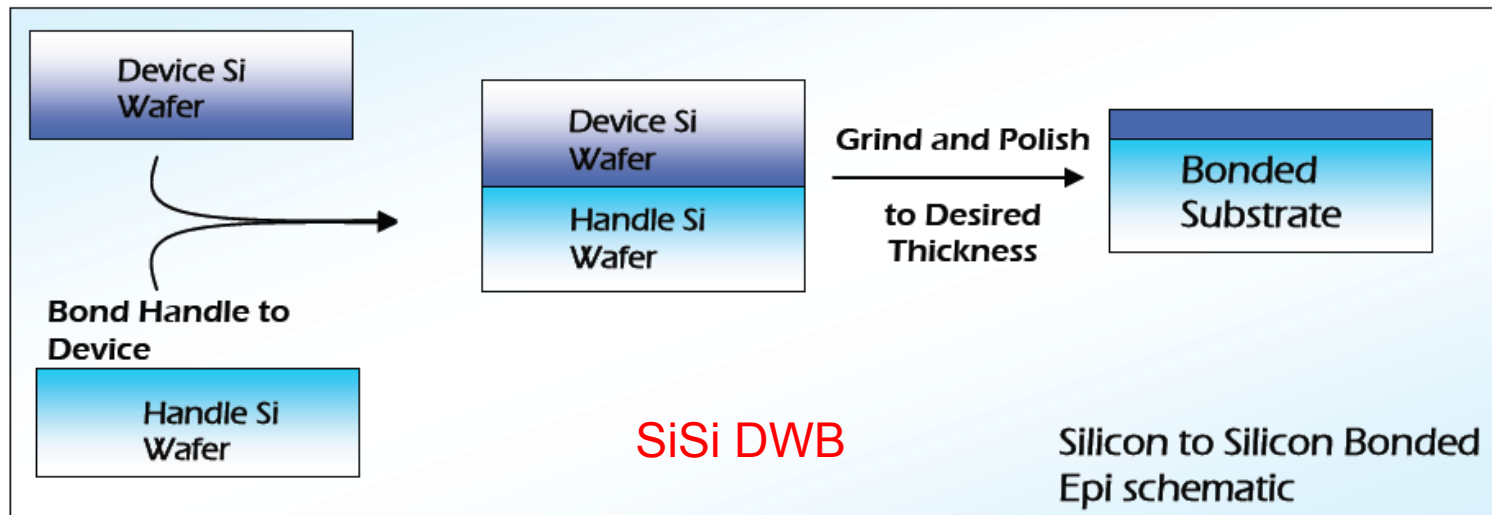 Device Si
Wafer
Bond Handle to
Device
Handle Si
Wafer
Device Si
Wafer
Handle Si
Wafer
Grind and Polish
to Desired
Thickness
Bonded
Substrate
SiSi DWB
Silicon to Silicon Bonded
Epi schematic